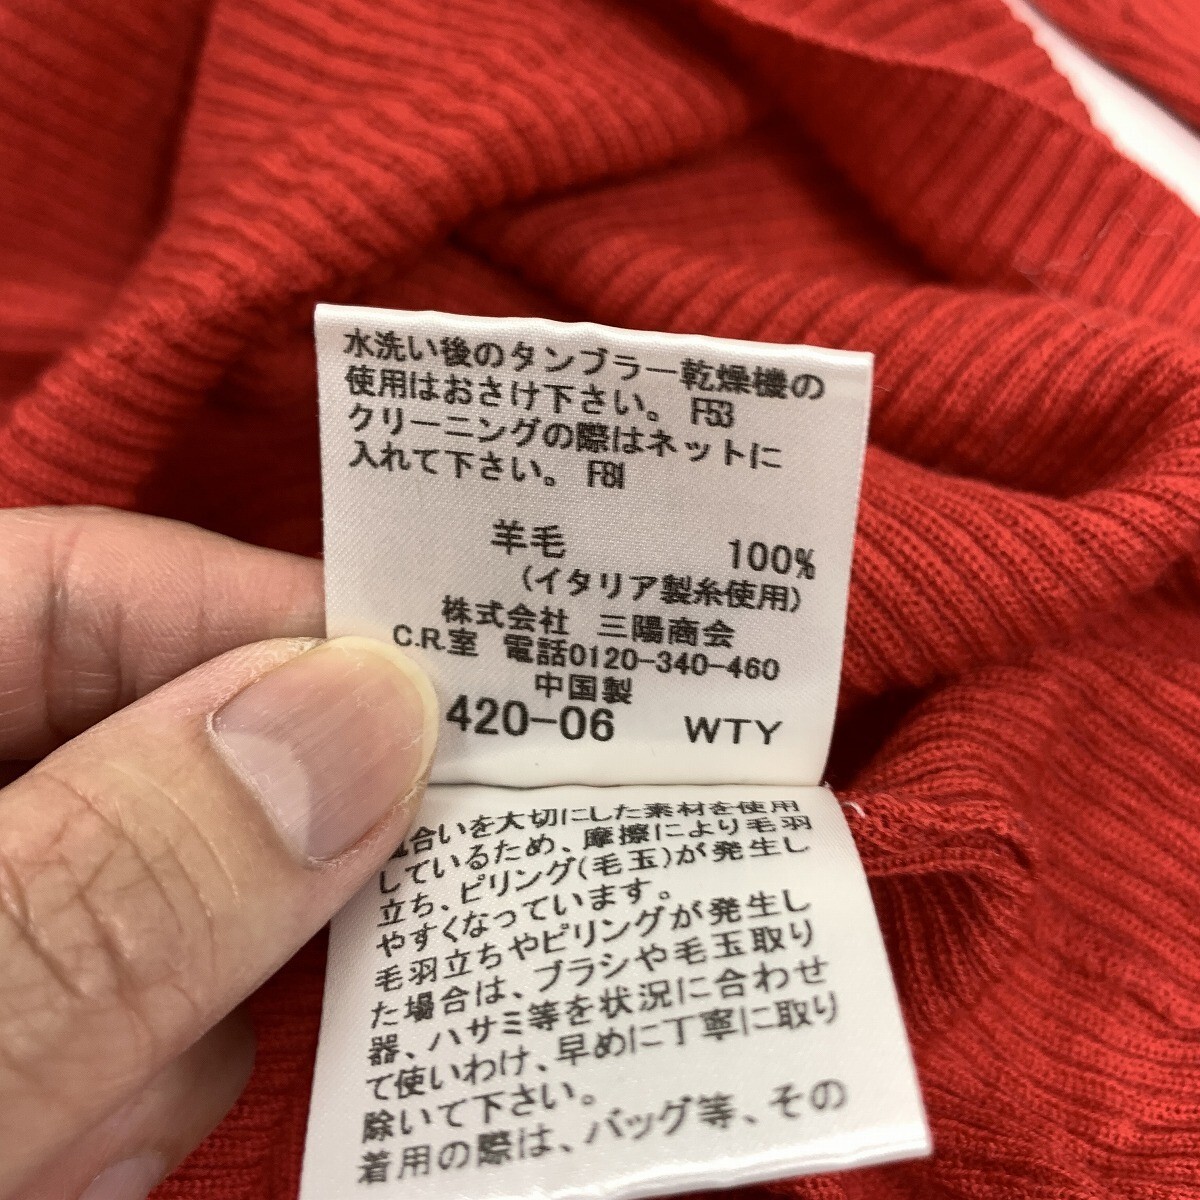 水洗い後のタンブラー乾燥機の
使用はおさけ下さい。 F53
クリーニングの際はネットに
入れて下さい。 F81
羊毛 100%
(イタリア製糸使用)
株式会社 三陽商会
C.R.室 電話0120-340-460
中国製
420-06 WTY
合いを大切にした素材を使用
しているため、摩擦により毛羽
立ち、ピリング(毛玉)が発生し
やすくなっています。
毛羽立ちやピリングが発生し
た場合は、ブラシや毛玉取り
器、ハサミ等を状況に合わせ
て使いわけ、早めに丁寧に取り
除いて下さい。
着用の際は、バッグ等、その